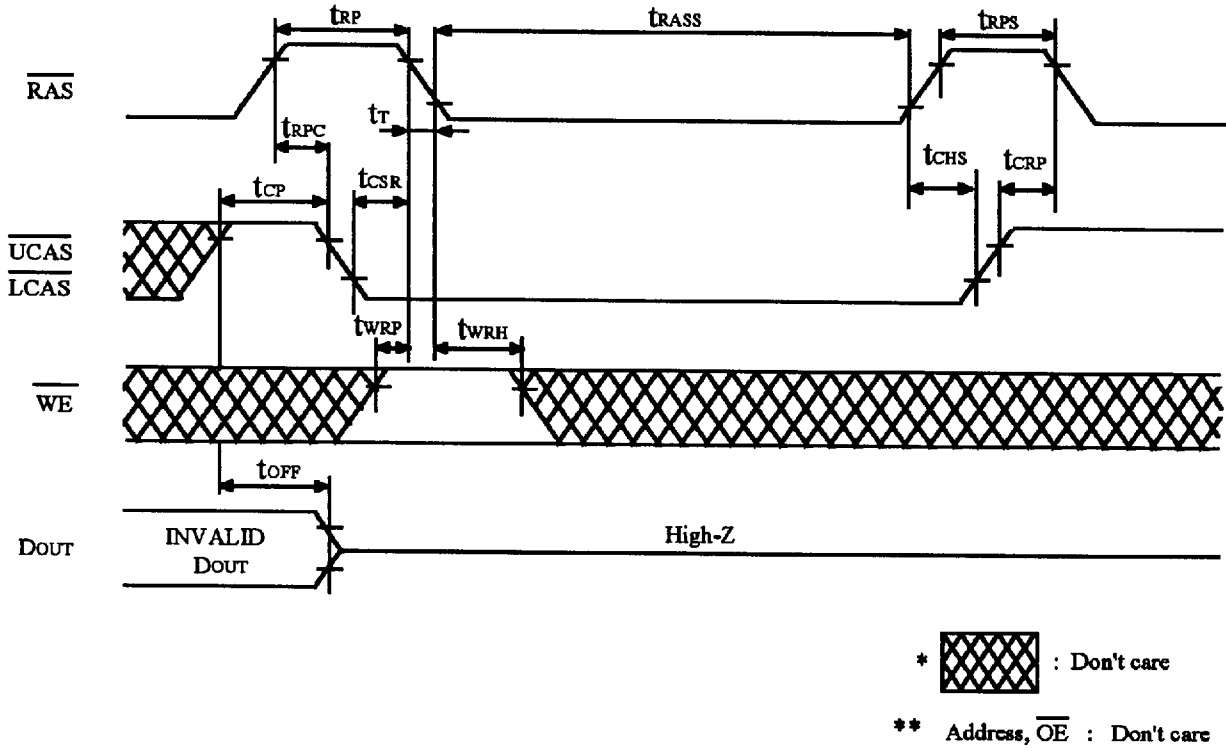 tRP
tRASS
tRPS
RAS
tT
tRPC
tCHS
tCRP
tCSR
tCP
UCAS
LCAS
tWRP
tWRH
WE
tOFF
DOUT
INVALID
DOUT
High-Z
* : Don't care
** Address, OE : Don't care